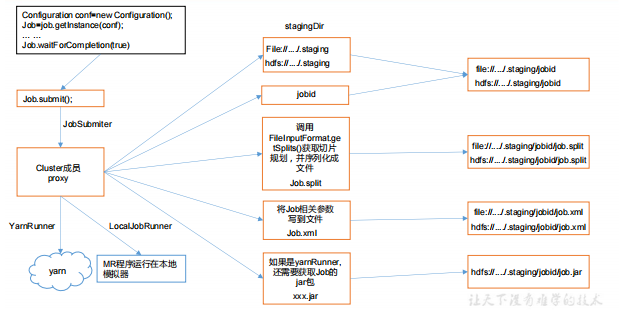 Configuration conf=new Configuration();
Job=job.getInstance(conf);
... ...
Job.waitForCompletion(true)
Job.submit();
JobSubmiter
Cluster成员
proxy
YarnRunner
LocalJobRunner
yarn
MR程序运行在本地
模拟器
stagingDir
File://..../.staging
hdfs://..../.staging
jobid
调用
FileInputFormat.ge
tSplits()获取切片
规划，并序列化成
文件
Job.split
将Job相关参数
写到文件
Job.xml
如果是yarnRunner,
还需要获取Job的
jar包
xxx.jar
file://..../.staging/jobid
hdfs://..../.staging/jobid
file://..../.staging/jobid/job.split
hdfs://..../.staging/jobid/job.split
file://..../.staging/jobid/job.xml
hdfs://..../.staging/jobid/job.xml
hdfs://..../.staging/jobid/job.jar
让天下没有难学的技术